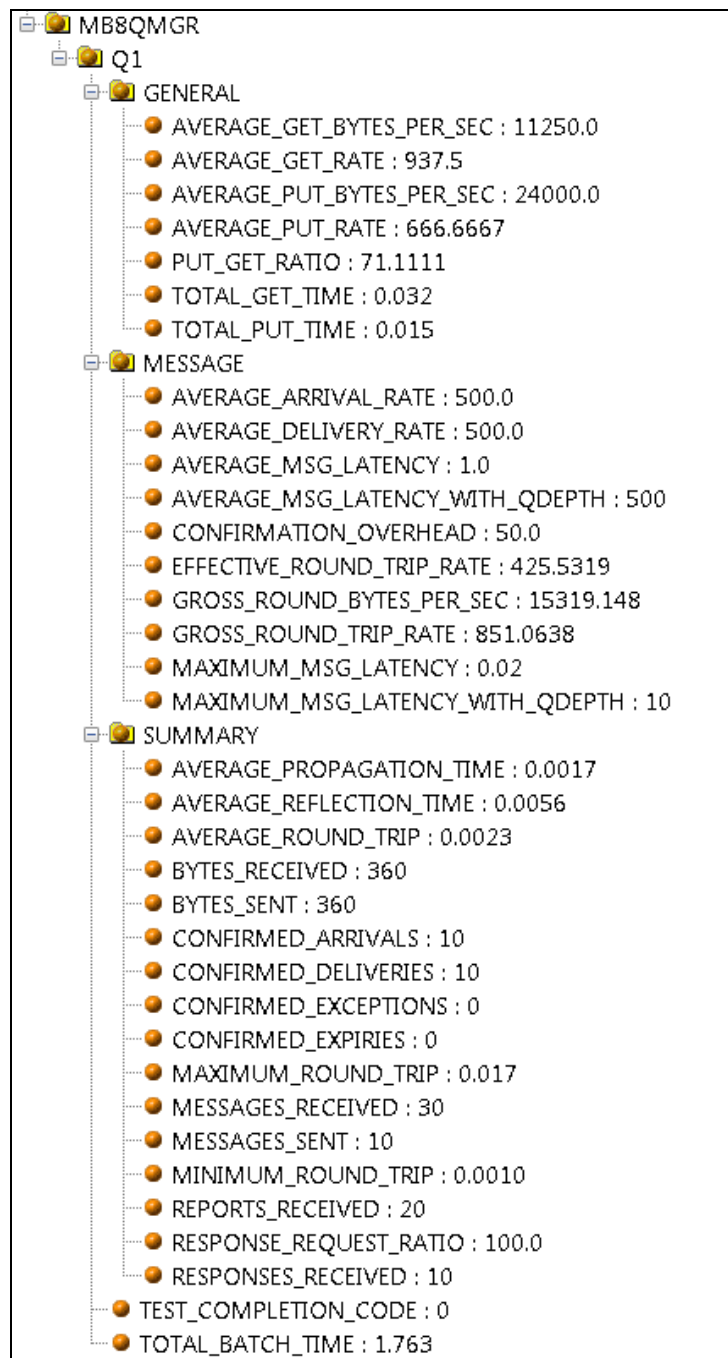 MB8QMGR
Q1
GENERAL
AVERAGE_GET_BYTES_PER_SEC : 11250.0
AVERAGE_GET_RATE : 937.5
AVERAGE_PUT_BYTES_PER_SEC : 24000.0
AVERAGE_PUT_RATE : 666.6667
PUT_GET_RATIO : 71.1111
TOTAL_GET_TIME : 0.032
TOTAL_PUT_TIME : 0.015
MESSAGE
AVERAGE_ARRIVAL_RATE : 500.0
AVERAGE_DELIVERY_RATE : 500.0
AVERAGE_MSG_LATENCY : 1.0
AVERAGE_MSG_LATENCY_WITH_QDEPTH : 500
CONFIRMATION_OVERHEAD : 50.0
EFFECTIVE_ROUND_TRIP_RATE : 425.5319
GROSS_ROUND_BYTES_PER_SEC : 15319.148
GROSS_ROUND_TRIP_RATE : 851.0638
MAXIMUM_MSG_LATENCY : 0.02
MAXIMUM_MSG_LATENCY_WITH_QDEPTH : 10
SUMMARY
AVERAGE_PROPAGATION_TIME : 0.0017
AVERAGE_REFLECTION_TIME : 0.0056
AVERAGE_ROUND_TRIP : 0.0023
BYTES_RECEIVED : 360
BYTES_SENT : 360
CONFIRMED_ARRIVALS : 10
CONFIRMED_DELIVERIES : 10
CONFIRMED_EXCEPTIONS : 0
CONFIRMED_EXPIRIES : 0
MAXIMUM_ROUND_TRIP : 0.017
MESSAGES_RECEIVED : 30
MESSAGES_SENT : 10
MINIMUM_ROUND_TRIP : 0.0010
REPORTS_RECEIVED : 20
RESPONSE_REQUEST_RATIO : 100.0
RESPONSES_RECEIVED : 10
TEST_COMPLETION_CODE : 0
TOTAL_BATCH_TIME : 1.763